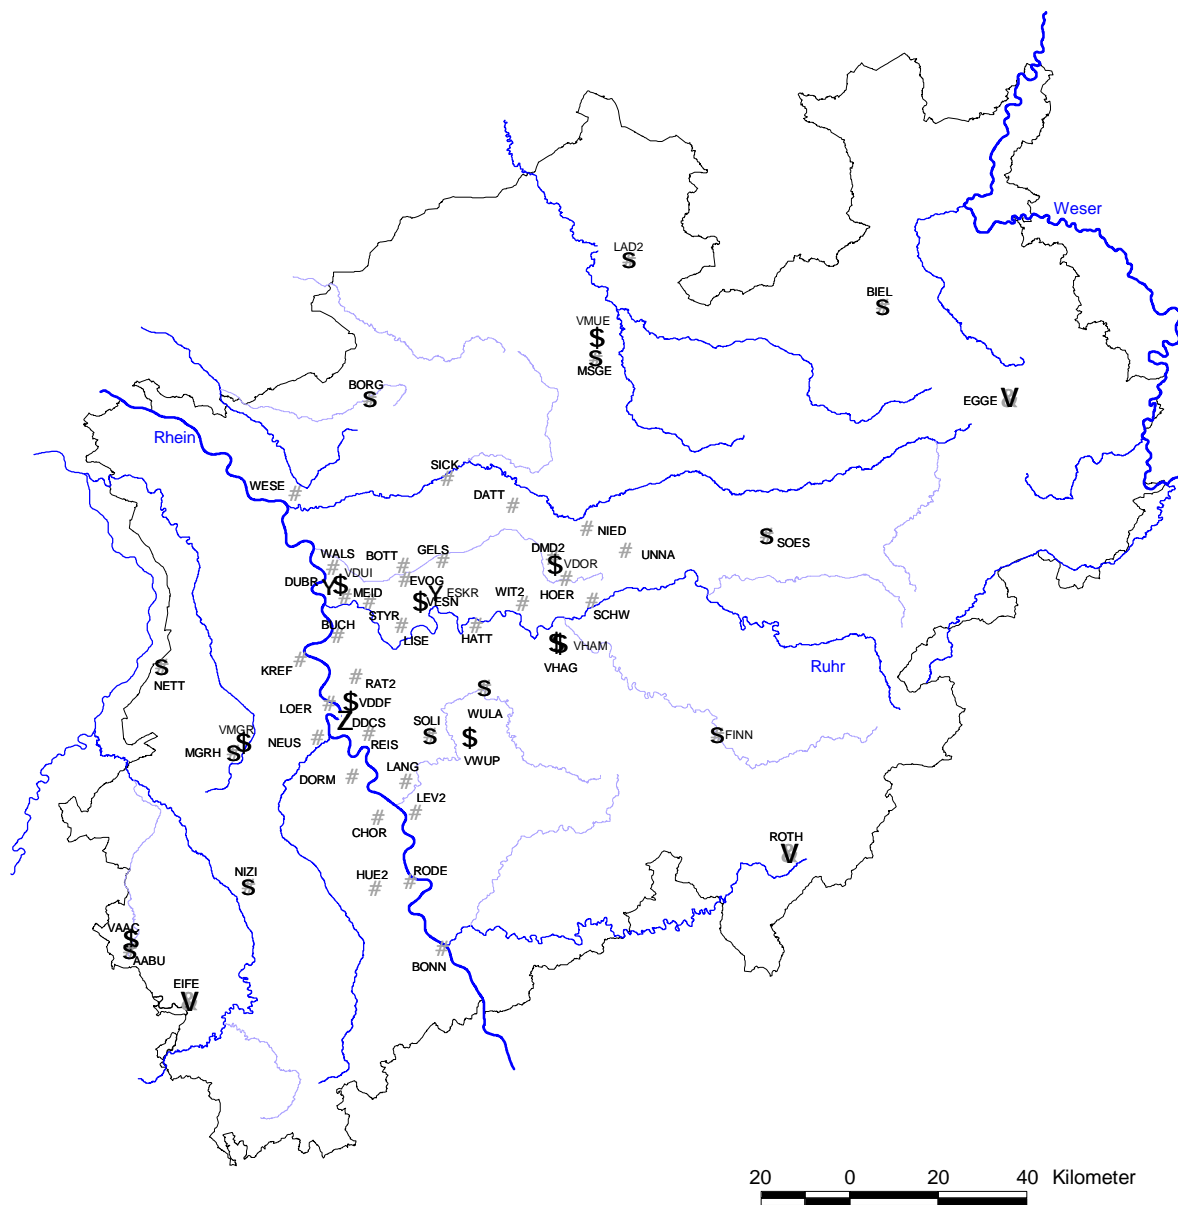 Weser
LAD2
S
BIEL
S
VMUE
$
S
MSGE
BORG
S
EGGE V
Rhein
SICK
#
WESE
#
DATT
#
#
NIED
SOES
S
#
UNNA
WALS
#
BOTT
#
GELS
#
DMD2
$
VDOR
#
HOER
VDUI
DUBR Y $
EVOG
#
Y ESKR
$
VESN
#
MEID
#
STYR
#
LISE
WIT2
#
#
SCHW
BUCH
#
#
HATT
$ $ VHAM
VHAG
KREF
#
S
NETT
Ruhr
#
RAT2
S
WULA
LOER
#
$
VDDF
Z
DDCS
#
REIS
SOLI
S
$
VWUP
S FINN
VMGR
$
MGRH S
NEUS
#
DORM
#
LANG
#
LEV2
#
CHOR
#
ROTH
V
NIZI
S
HUE2
#
RODE
#
VAAC
$
S
AABU
BONN
#
EIFE
V
20 0 20 40 Kilometer